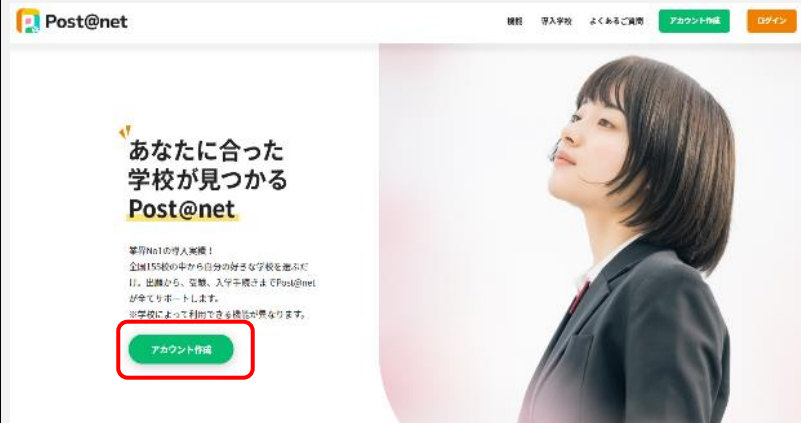 Post@net
機能 導入学校 よくあるご質問 アカウント作成 ログイン
あなたに合った
学校が見つかる
Post@net
業界No1の導入実績！
全国155校の中から自分の好きな学校を選ぶだ
け。出願から、受験、入学手続きまでPost@net
が全てサポートします。
※学校によって利用できる機能が異なります。
アカウント作成